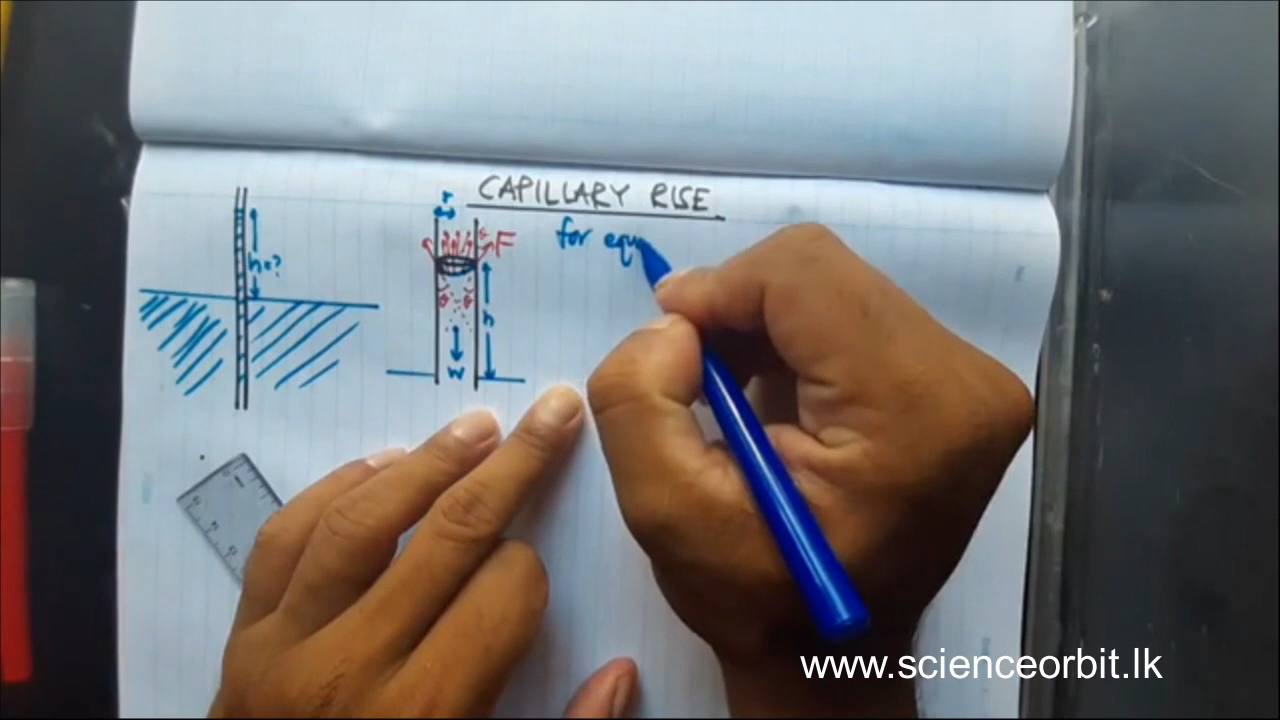 CAPILLARY RISE
r
for equ
F
h=?
θ θ
h
W
www.scienceorbit.lk